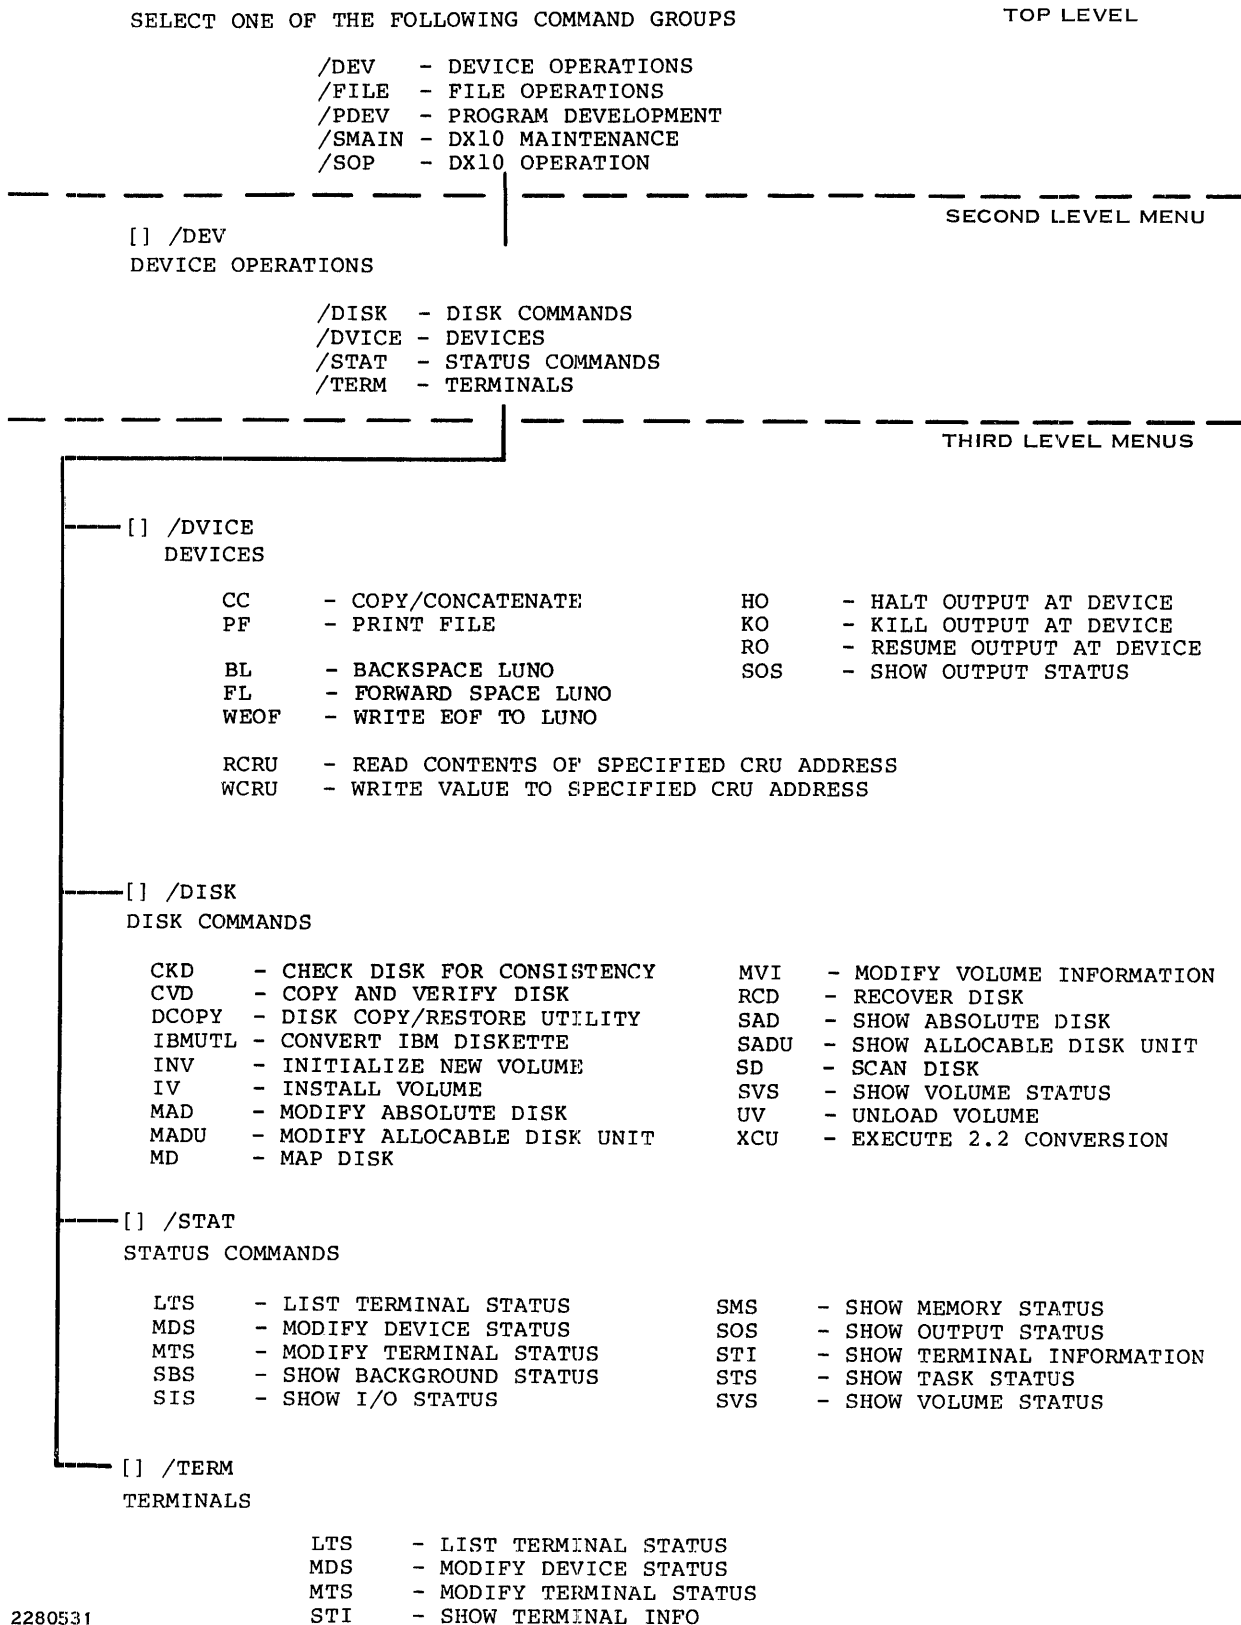 SELECT ONE OF THE FOLLOWING COMMAND GROUPS
TOP LEVEL
/DEV - DEVICE OPERATIONS
/FILE - FILE OPERATIONS
/PDEV - PROGRAM DEVELOPMENT
/SMAIN - DX10 MAINTENANCE
/SOP - DX10 OPERATION
SECOND LEVEL MENU
[] /DEV
DEVICE OPERATIONS
/DISK - DISK COMMANDS
/DVICE - DEVICES
/STAT - STATUS COMMANDS
/TERM - TERMINALS
THIRD LEVEL MENUS
[] /DVICE
DEVICES
CC - COPY/CONCATENATE
PF - PRINT FILE
BL - BACKSPACE LUNO
FL - FORWARD SPACE LUNO
WEOF - WRITE EOF TO LUNO
HO - HALT OUTPUT AT DEVICE
KO - KILL OUTPUT AT DEVICE
RO - RESUME OUTPUT AT DEVICE
SOS - SHOW OUTPUT STATUS
RCRU - READ CONTENTS OF SPECIFIED CRU ADDRESS
WCRU - WRITE VALUE TO SPECIFIED CRU ADDRESS
[] /DISK
DISK COMMANDS
CKD - CHECK DISK FOR CONSISTENCY
CVD - COPY AND VERIFY DISK
DCOPY - DISK COPY/RESTORE UTILITY
IBMUTL - CONVERT IBM DISKETTE
INV - INITIALIZE NEW VOLUME
IV - INSTALL VOLUME
MAD - MODIFY ABSOLUTE DISK
MADU - MODIFY ALLOCABLE DISK UNIT
MD - MAP DISK
MVI - MODIFY VOLUME INFORMATION
RCD - RECOVER DISK
SAD - SHOW ABSOLUTE DISK
SADU - SHOW ALLOCABLE DISK UNIT
SD - SCAN DISK
SVS - SHOW VOLUME STATUS
UV - UNLOAD VOLUME
XCU - EXECUTE 2.2 CONVERSION
[] /STAT
STATUS COMMANDS
LTS - LIST TERMINAL STATUS
MDS - MODIFY DEVICE STATUS
MTS - MODIFY TERMINAL STATUS
SBS - SHOW BACKGROUND STATUS
SIS - SHOW I/O STATUS
SMS - SHOW MEMORY STATUS
SOS - SHOW OUTPUT STATUS
STI - SHOW TERMINAL INFORMATION
STS - SHOW TASK STATUS
SVS - SHOW VOLUME STATUS
[] /TERM
TERMINALS
LTS - LIST TERMINAL STATUS
MDS - MODIFY DEVICE STATUS
MTS - MODIFY TERMINAL STATUS
STI - SHOW TERMINAL INFO
2280531